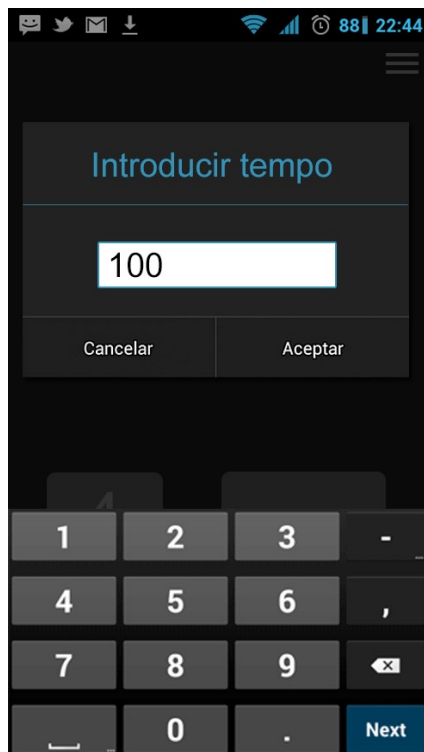 88 22:44
Introducir tempo
100
Cancelar Aceptar
4
1 2 3 -
4 5 6 ,
7 8 9
0 . Next